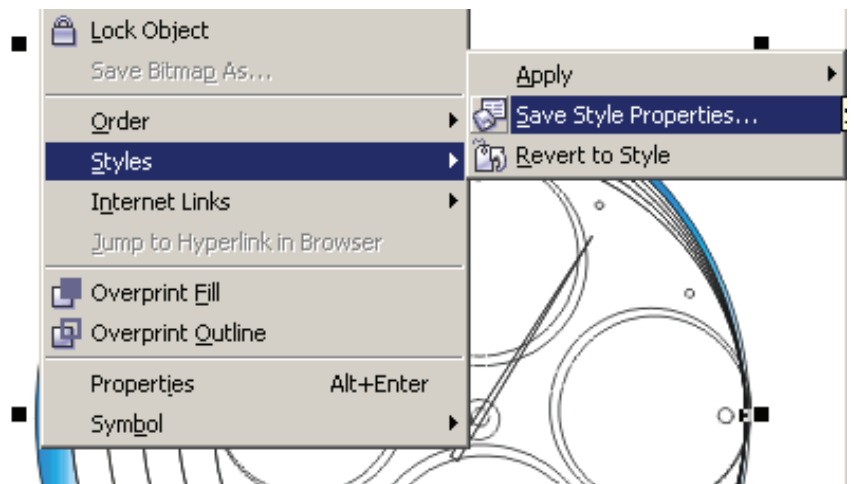 Lock Object
Save Bitmap As...
Order
Styles
Internet Links
Jump to Hyperlink in Browser
Overprint Fill
Overprint Outline
Properties Alt+Enter
Symbol
Apply
Save Style Properties...
Revert to Style